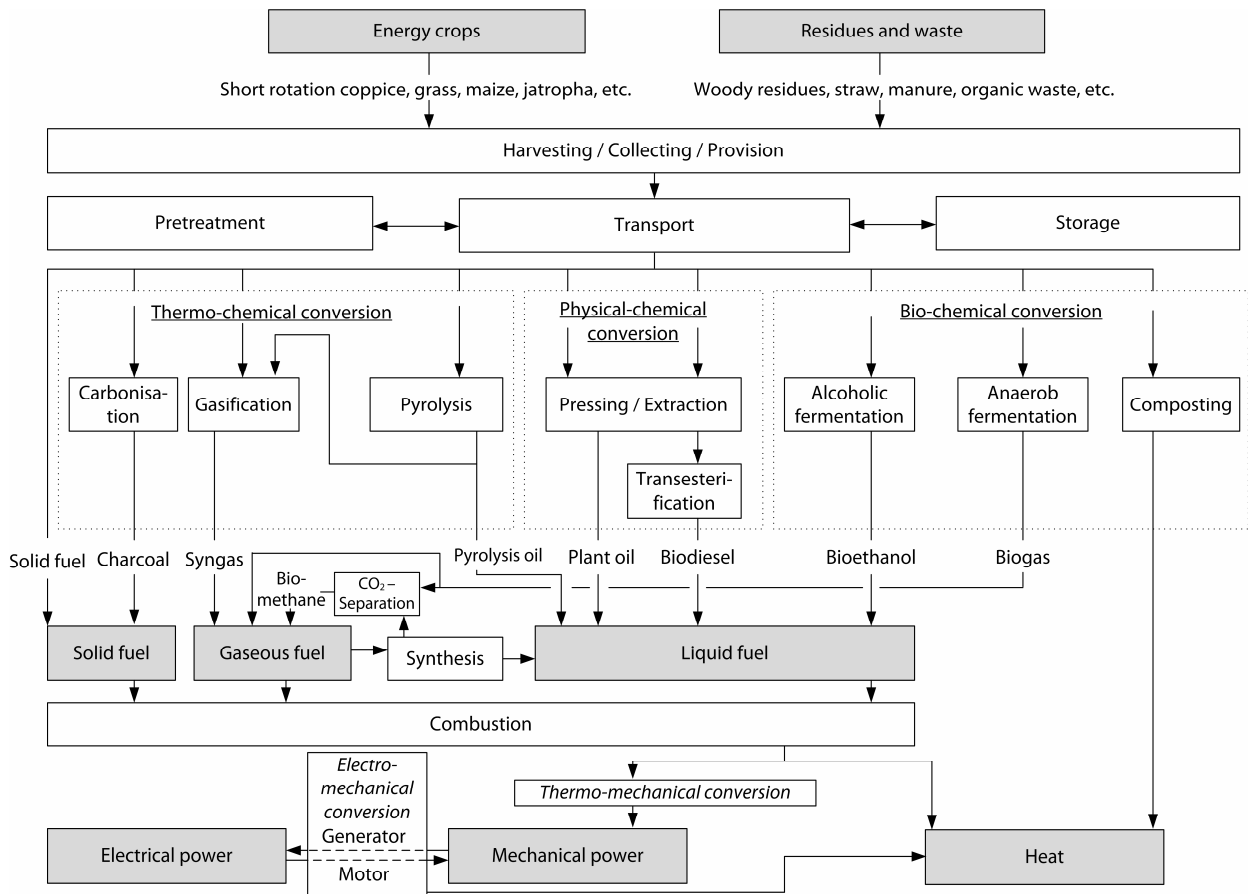 Energy crops
Residues and waste
Short rotation coppice, grass, maize, jatropha, etc.
Woody residues, straw, manure, organic waste, etc.
Harvesting / Collecting / Provision
Pretreatment
Transport
Storage
Thermo-chemical conversion
Physical-chemical
conversion
Bio-chemical conversion
Carbonisa-
tion
Gasification
Pyrolysis
Pressing / Extraction
Alcoholic
fermentation
Anaerob
fermentation
Composting
Transesteri-
fication
Solid fuel
Charcoal
Syngas
Pyrolysis oil
Plant oil
Biodiesel
Bioethanol
Biogas
Bio-
methane
CO₂ –
Separation
Solid fuel
Gaseous fuel
Synthesis
Liquid fuel
Combustion
Electro-
mechanical
conversion
Thermo-mechanical conversion
Generator
Electrical power
Mechanical power
Heat
Motor